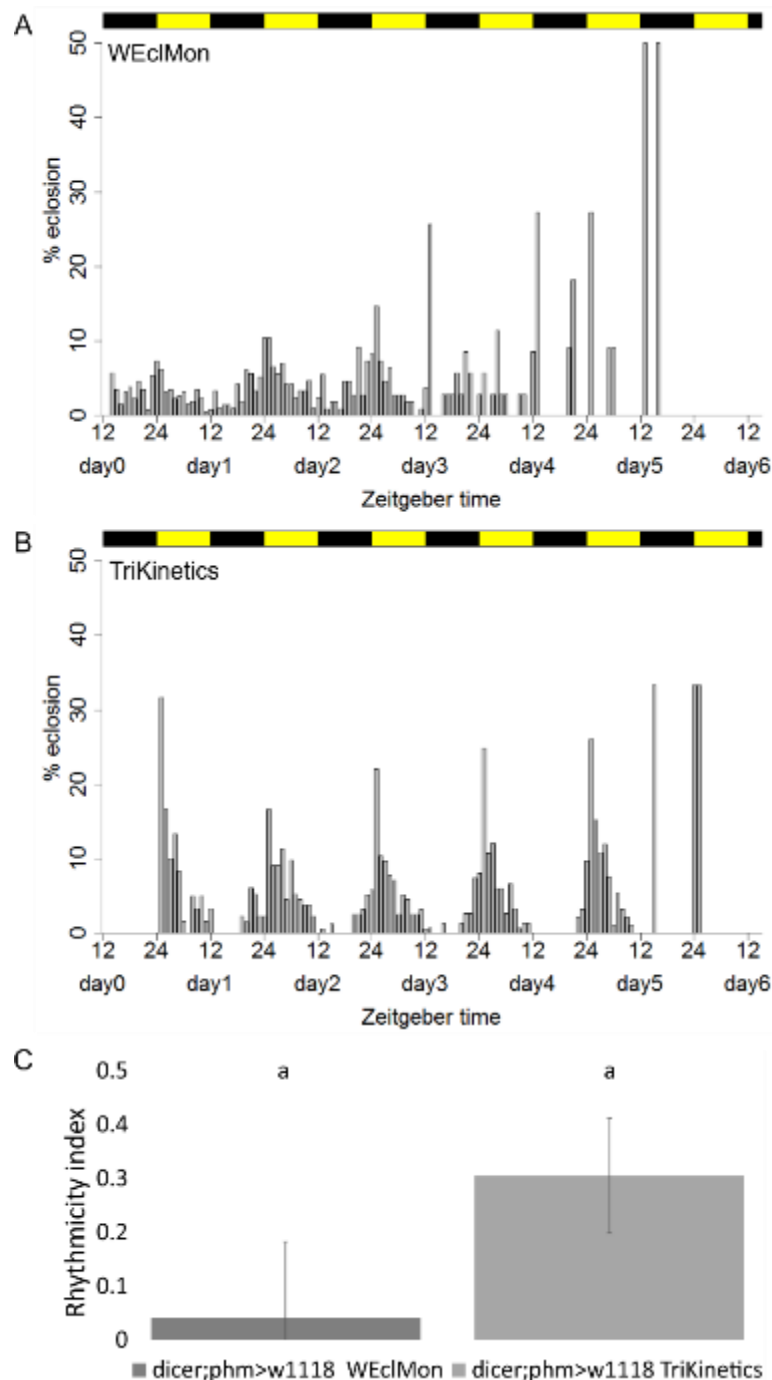 A
WEclMon
50
40
30
20
10
0
% eclosion
12 24 12 24 12 24 12 24 12 24 12 24 12
day0 day1 day2 day3 day4 day5 day6
Zeitgeber time
B
TriKinetics
50
40
30
20
10
0
% eclosion
12 24 12 24 12 24 12 24 12 24 12 24 12
day0 day1 day2 day3 day4 day5 day6
Zeitgeber time
C
a a
0.5
0.4
0.3
0.2
0.1
0
Rhythmicity index
dicer;phm>w1118 WEclMon dicer;phm>w1118 TriKinetics